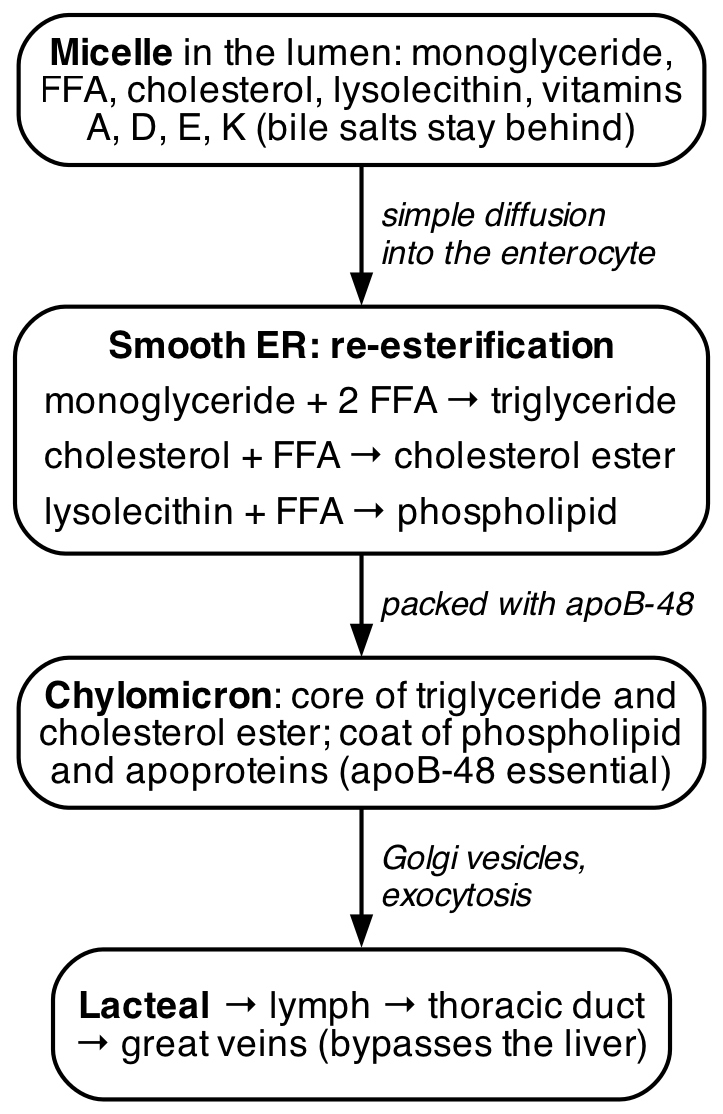 Micelle in the lumen: monoglyceride,
FFA, cholesterol, lysolecithin, vitamins
A, D, E, K (bile salts stay behind)
simple diffusion
into the enterocyte
Smooth ER: re-esterification
monoglyceride + 2 FFA → triglyceride
cholesterol + FFA → cholesterol ester
lysolecithin + FFA → phospholipid
packed with apoB-48
Chylomicron: core of triglyceride and
cholesterol ester; coat of phospholipid
and apoproteins (apoB-48 essential)
Golgi vesicles,
exocytosis
Lacteal → lymph → thoracic duct
→ great veins (bypasses the liver)